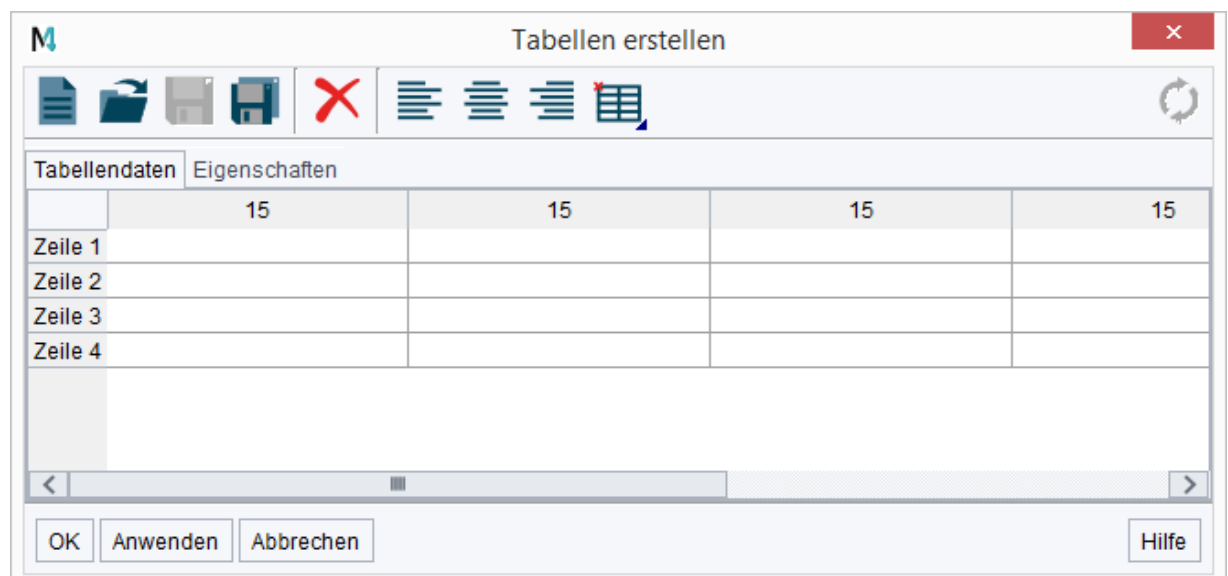 Tabellen erstellen
Tabellendaten Eigenschaften
15 15 15 15
Zeile 1
Zeile 2
Zeile 3
Zeile 4
OK Anwenden Abbrechen Hilfe